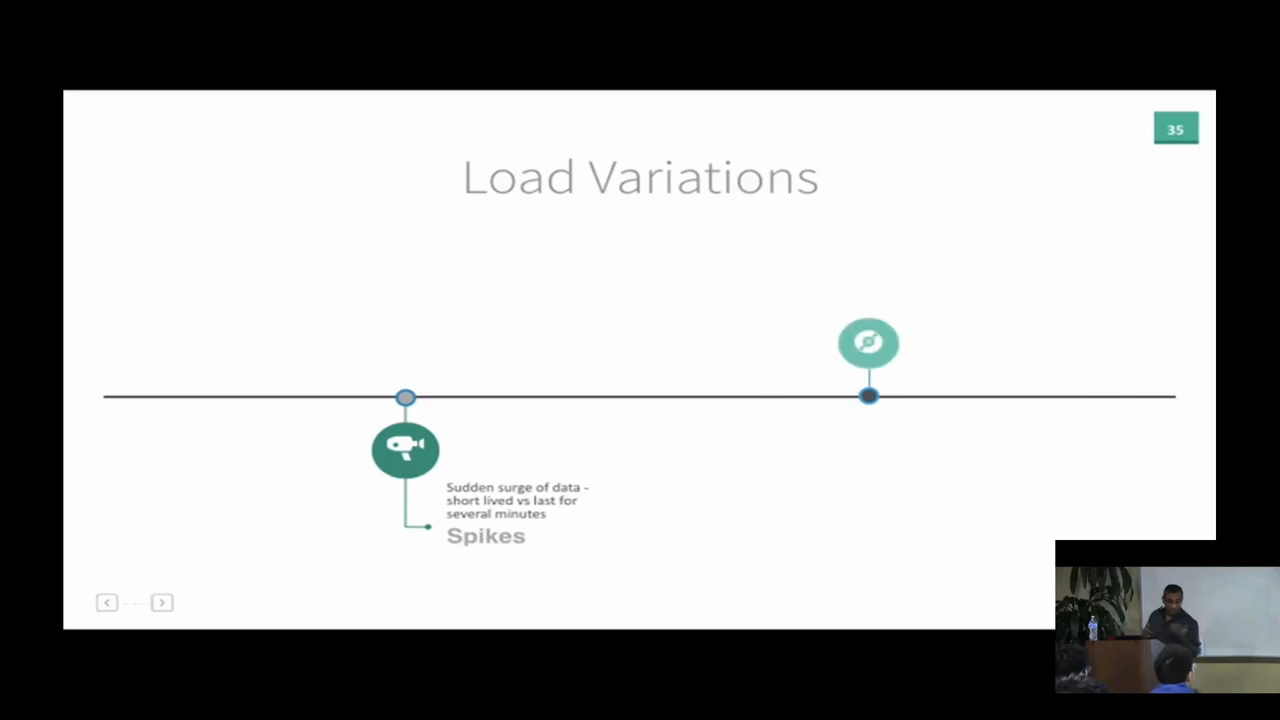 35
Load Variations
Sudden surge of data -
short lived vs last for
several minutes
Spikes